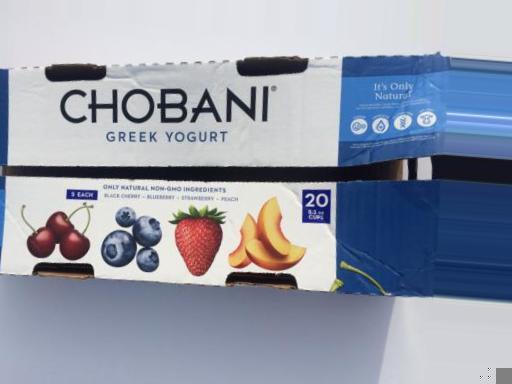 CHOBANI®
GREEK YOGURT
It's Only
Natural
ONLY NATURAL NON-GMO INGREDIENTS
5 EACH
BLACK CHERRY – BLUEBERRY – STRAWBERRY – PEACH
20
5.3 oz
CUPS